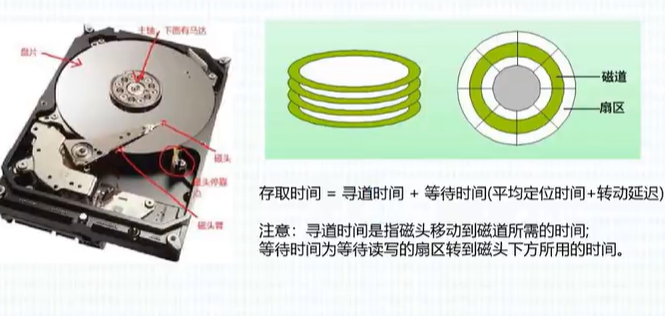 主轴，下面有马达
盘片
磁头
磁头停靠
磁头臂
磁道
扇区
存取时间 = 寻道时间 + 等待时间(平均定位时间+转动延迟)
注意：寻道时间是指磁头移动到磁道所需的时间;
等待时间为等待读写的扇区转到磁头下方所用的时间。